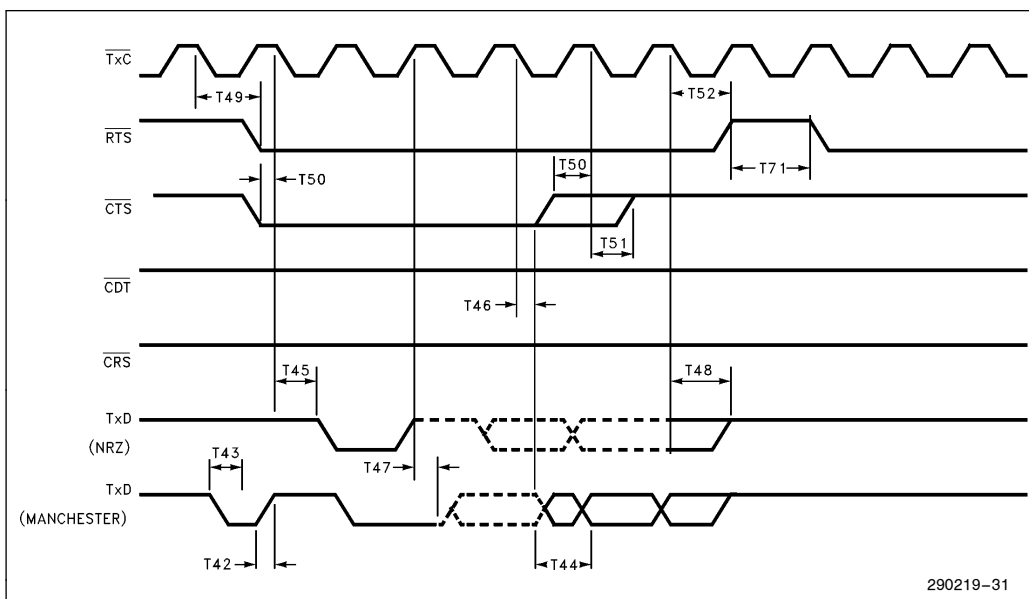 TxC
T49
T52
RTS
T50
T50
T71
CTS
T51
CDT
T46
CRS
T45
T48
TxD
(NRZ)
T43
T47
TxD
(MANCHESTER)
T42
T44
290219–31